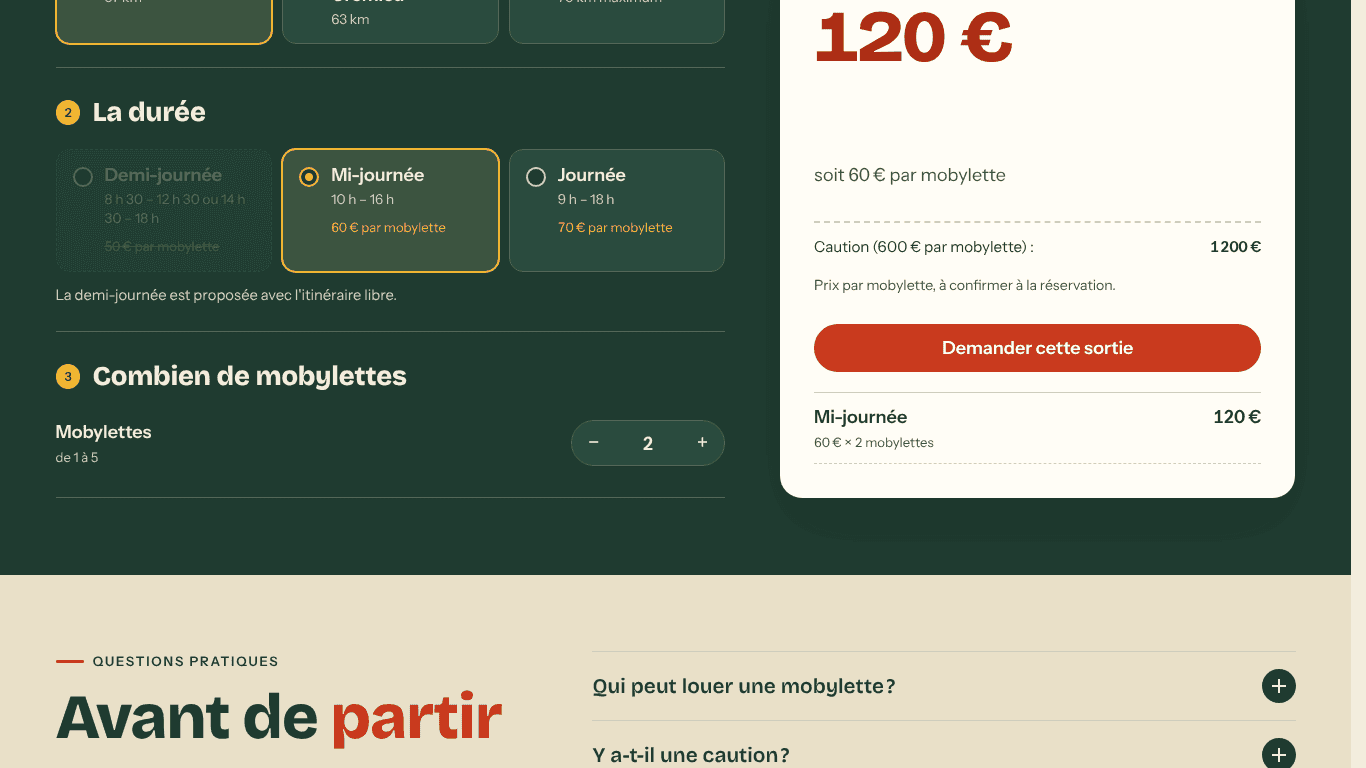 63 km
120 €
2 La durée
Demi-journée
8 h 30 – 12 h 30 ou 14 h
30 – 18 h
50 € par mobylette
Mi-journée
10 h – 16 h
60 € par mobylette
Journée
9 h – 18 h
70 € par mobylette
La demi-journée est proposée avec l'itinéraire libre.
3 Combien de mobylettes
Mobylettes
de 1 à 5
− 2 +
soit 60 € par mobylette
Caution (600 € par mobylette) : 1 200 €
Prix par mobylette, à confirmer à la réservation.
Demander cette sortie
Mi-journée 120 €
60 € × 2 mobylettes
QUESTIONS PRATIQUES
Avant de partir
Qui peut louer une mobylette ?
Y a-t-il une caution ?